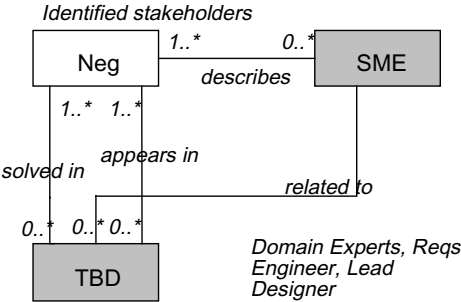 Identified stakeholders
1..* 0..*
Neg
SME
describes
1..* 1..*
appears in
solved in
related to
0..* 0..* 0..*
Domain Experts, Reqs
Engineer, Lead
Designer
TBD